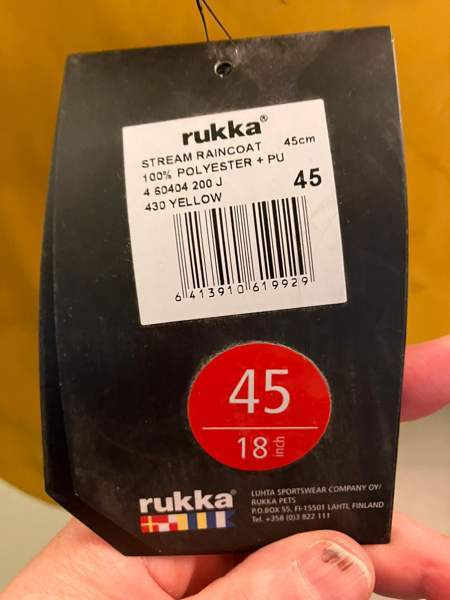 rukka®
STREAM RAINCOAT 45cm
100% POLYESTER + PU
4 60404 200 J 45
430 YELLOW
6 413910 619929
45
18 inch
rukka®
LUHTA SPORTSWEAR COMPANY OY/
RUKKA PETS
P.O.BOX 55, FI-15501 LAHTI, FINLAND
Tel. +358 (0)3 822 111